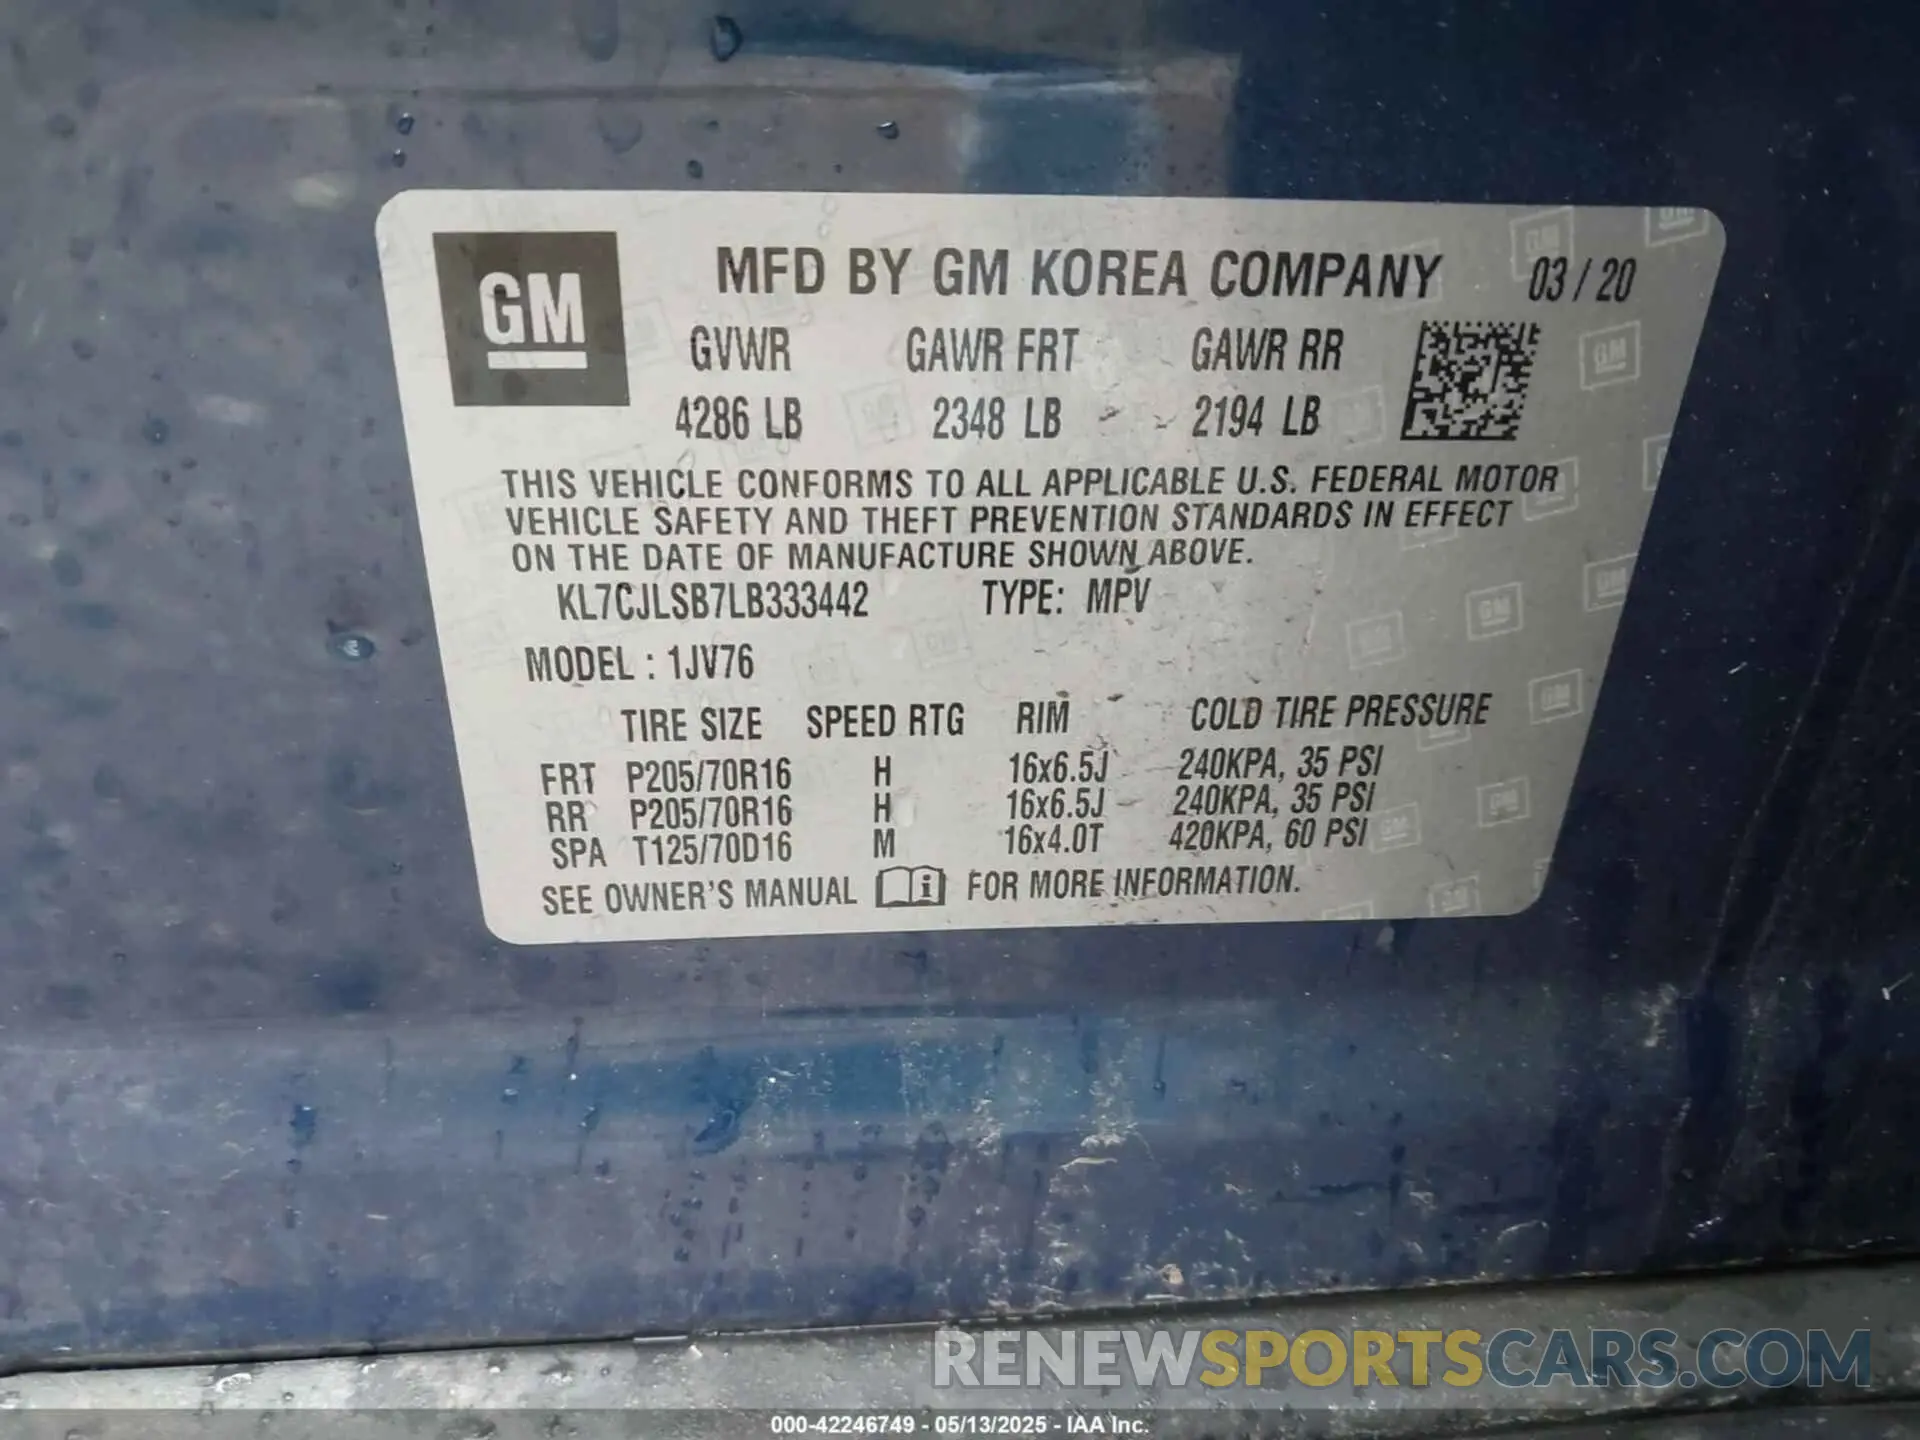 GM
MFD BY GM KOREA COMPANY 03 / 20
GVWR GAWR FRT GAWR RR
4286 LB 2348 LB 2194 LB
THIS VEHICLE CONFORMS TO ALL APPLICABLE U.S. FEDERAL MOTOR
VEHICLE SAFETY AND THEFT PREVENTION STANDARDS IN EFFECT
ON THE DATE OF MANUFACTURE SHOWN ABOVE.
KL7CJLSB7LB333442 TYPE: MPV
MODEL : 1JV76
TIRE SIZE SPEED RTG RIM COLD TIRE PRESSURE
FRT P205/70R16 H 16x6.5J 240KPA, 35 PSI
RR P205/70R16 H 16x6.5J 240KPA, 35 PSI
SPA T125/70D16 M 16x4.0T 420KPA, 60 PSI
SEE OWNER'S MANUAL i FOR MORE INFORMATION.
RENEWSPORTSCARS.COM
000-42246749 - 05/13/2025 - IAA Inc.